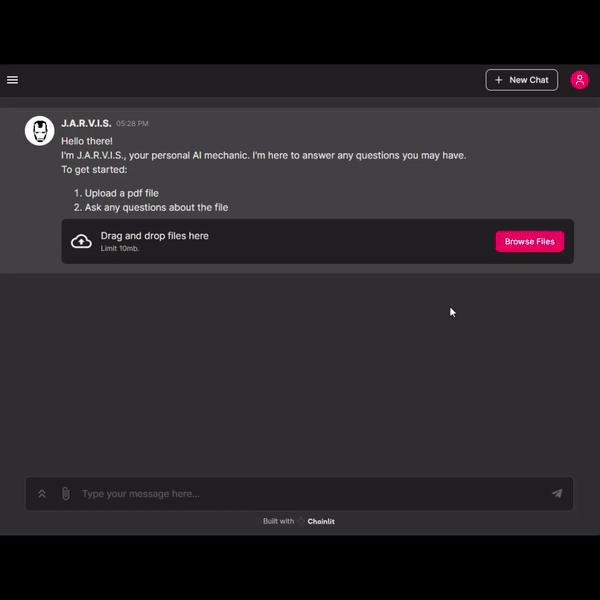 New Chat
J.A.R.V.I.S. 05:28 PM
Hello there!
I'm J.A.R.V.I.S., your personal AI mechanic. I'm here to answer any questions you may have.
To get started:
1. Upload a pdf file
2. Ask any questions about the file
Drag and drop files here
Limit 10mb.
Browse Files
Type your message here...
Built with Chainlit